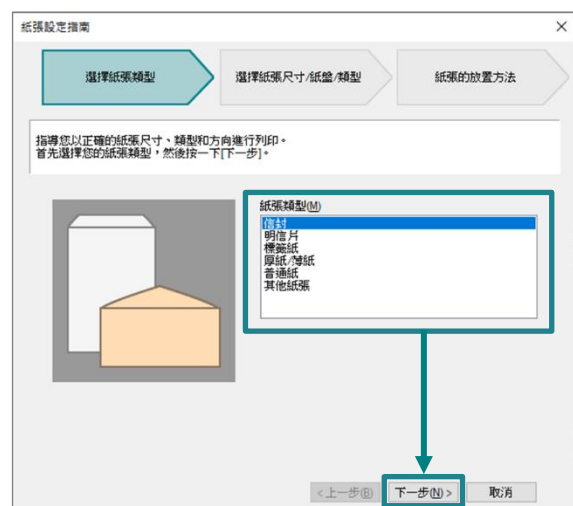 紙張設定指南
選擇紙張類型
選擇紙張尺寸/紙盤/類型
紙張的放置方法
指導您以正確的紙張尺寸、類型和方向進行列印。
首先選擇您的紙張類型，然後按一下[下一步]。
紙張類型(M)
信封
明信片
標籤紙
厚紙/薄紙
普通紙
其他紙張
<上一步(B)
下一步(N)>
取消